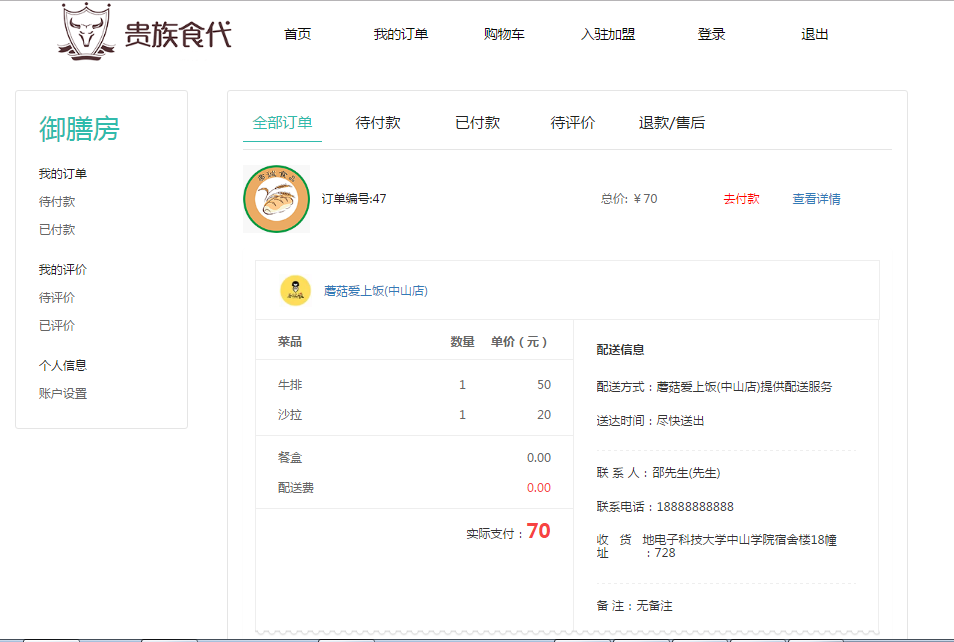 贵族食代 首页 我的订单 购物车 入驻加盟 登录 退出
御膳房
我的订单
待付款
已付款
我的评价
待评价
已评价
个人信息
账户设置
全部订单 待付款 已付款 待评价 退款/售后
订单编号:47 总价: ￥70 去付款 查看详情
蘑菇爱上饭(中山店)
菜品 数量 单价（元）
牛排 1 50
沙拉 1 20
餐盒 0.00
配送费 0.00
实际支付：70
配送信息
配送方式：蘑菇爱上饭(中山店)提供配送服务
送达时间：尽快送出
联 系 人：邵先生(先生)
联系电话：18888888888
收 货 地电子科技大学中山学院宿舍楼18幢
址 ：728
备 注：无备注